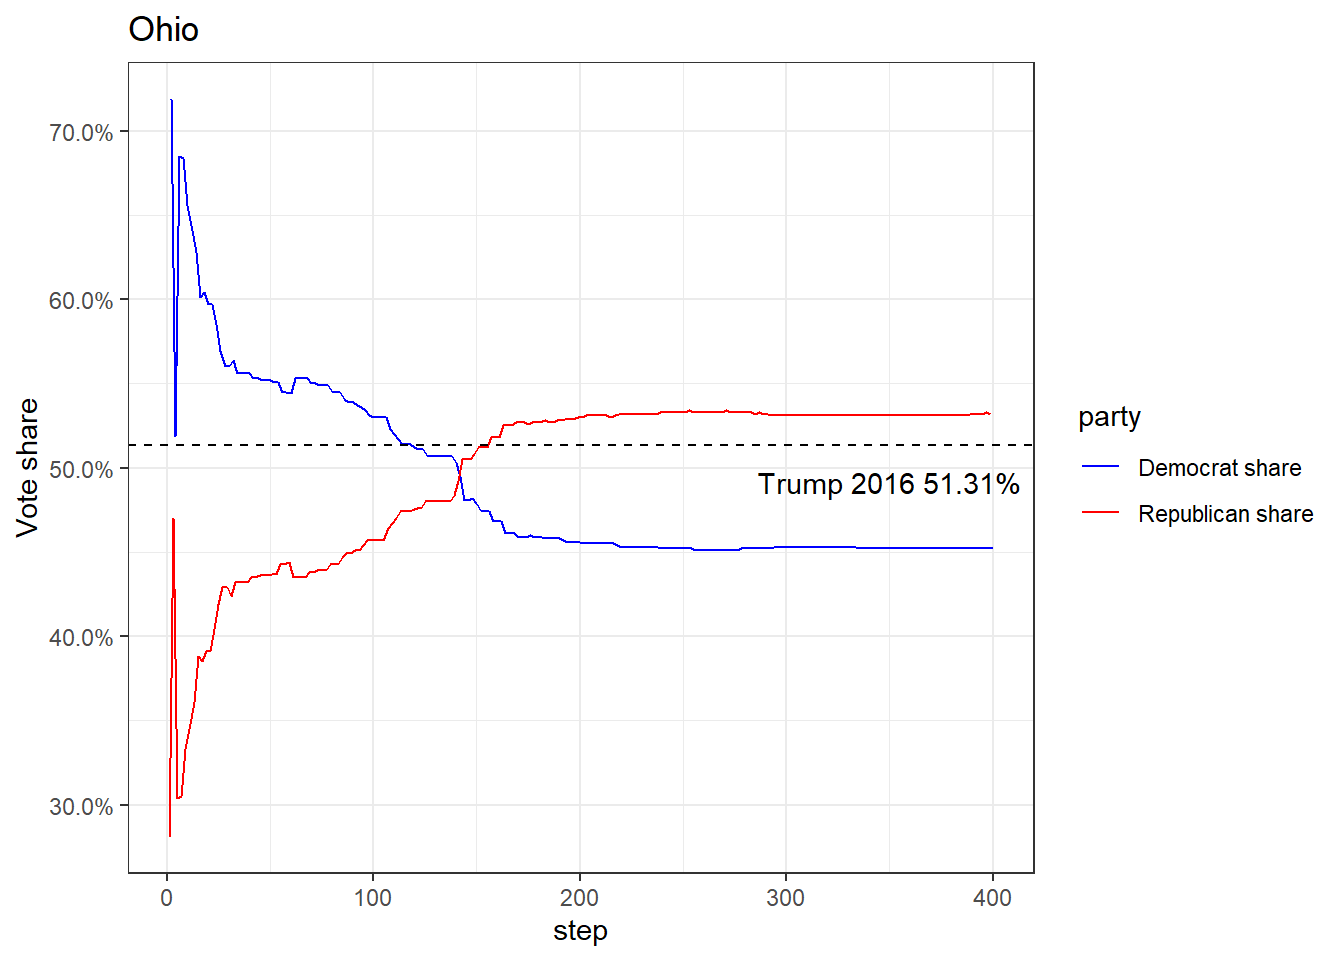 Ohio
70.0%
60.0%
50.0%
40.0%
30.0%
Vote share
Trump 2016 51.31%
0 100 200 300 400
step
party
Democrat share
Republican share